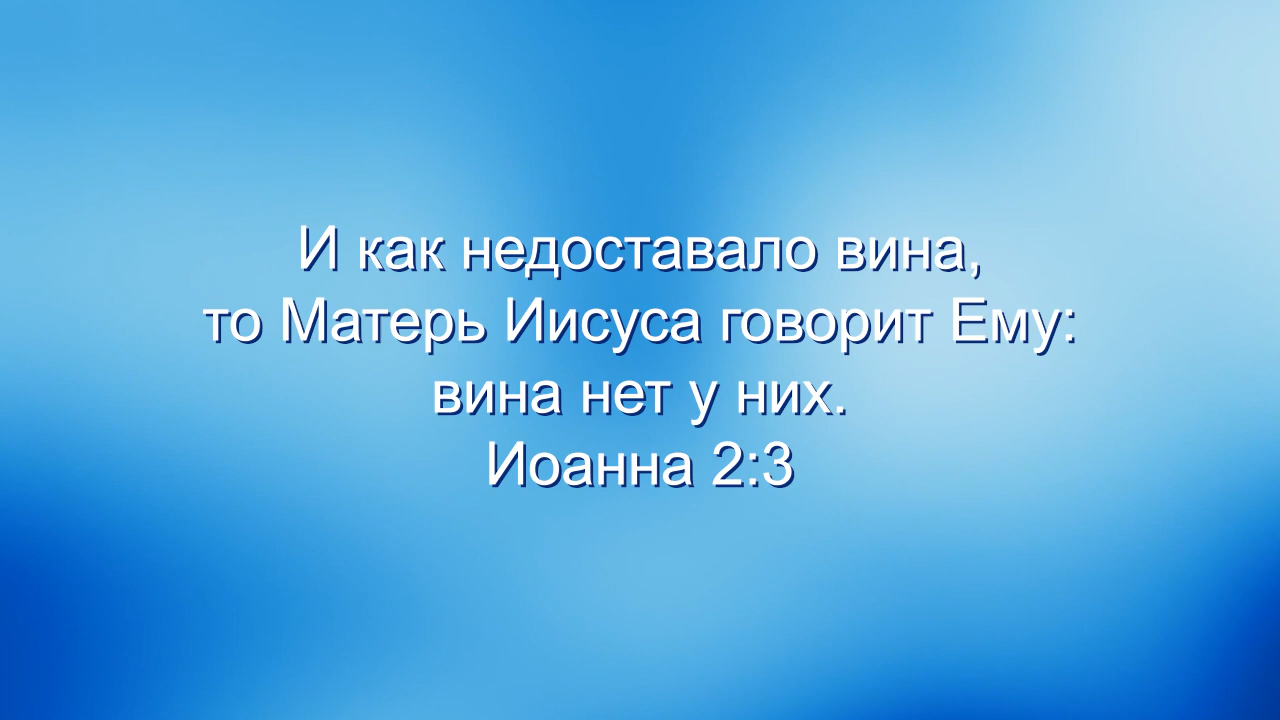 И как недоставало вина,
то Матерь Иисуса говорит Ему:
вина нет у них.
Иоанна 2:3